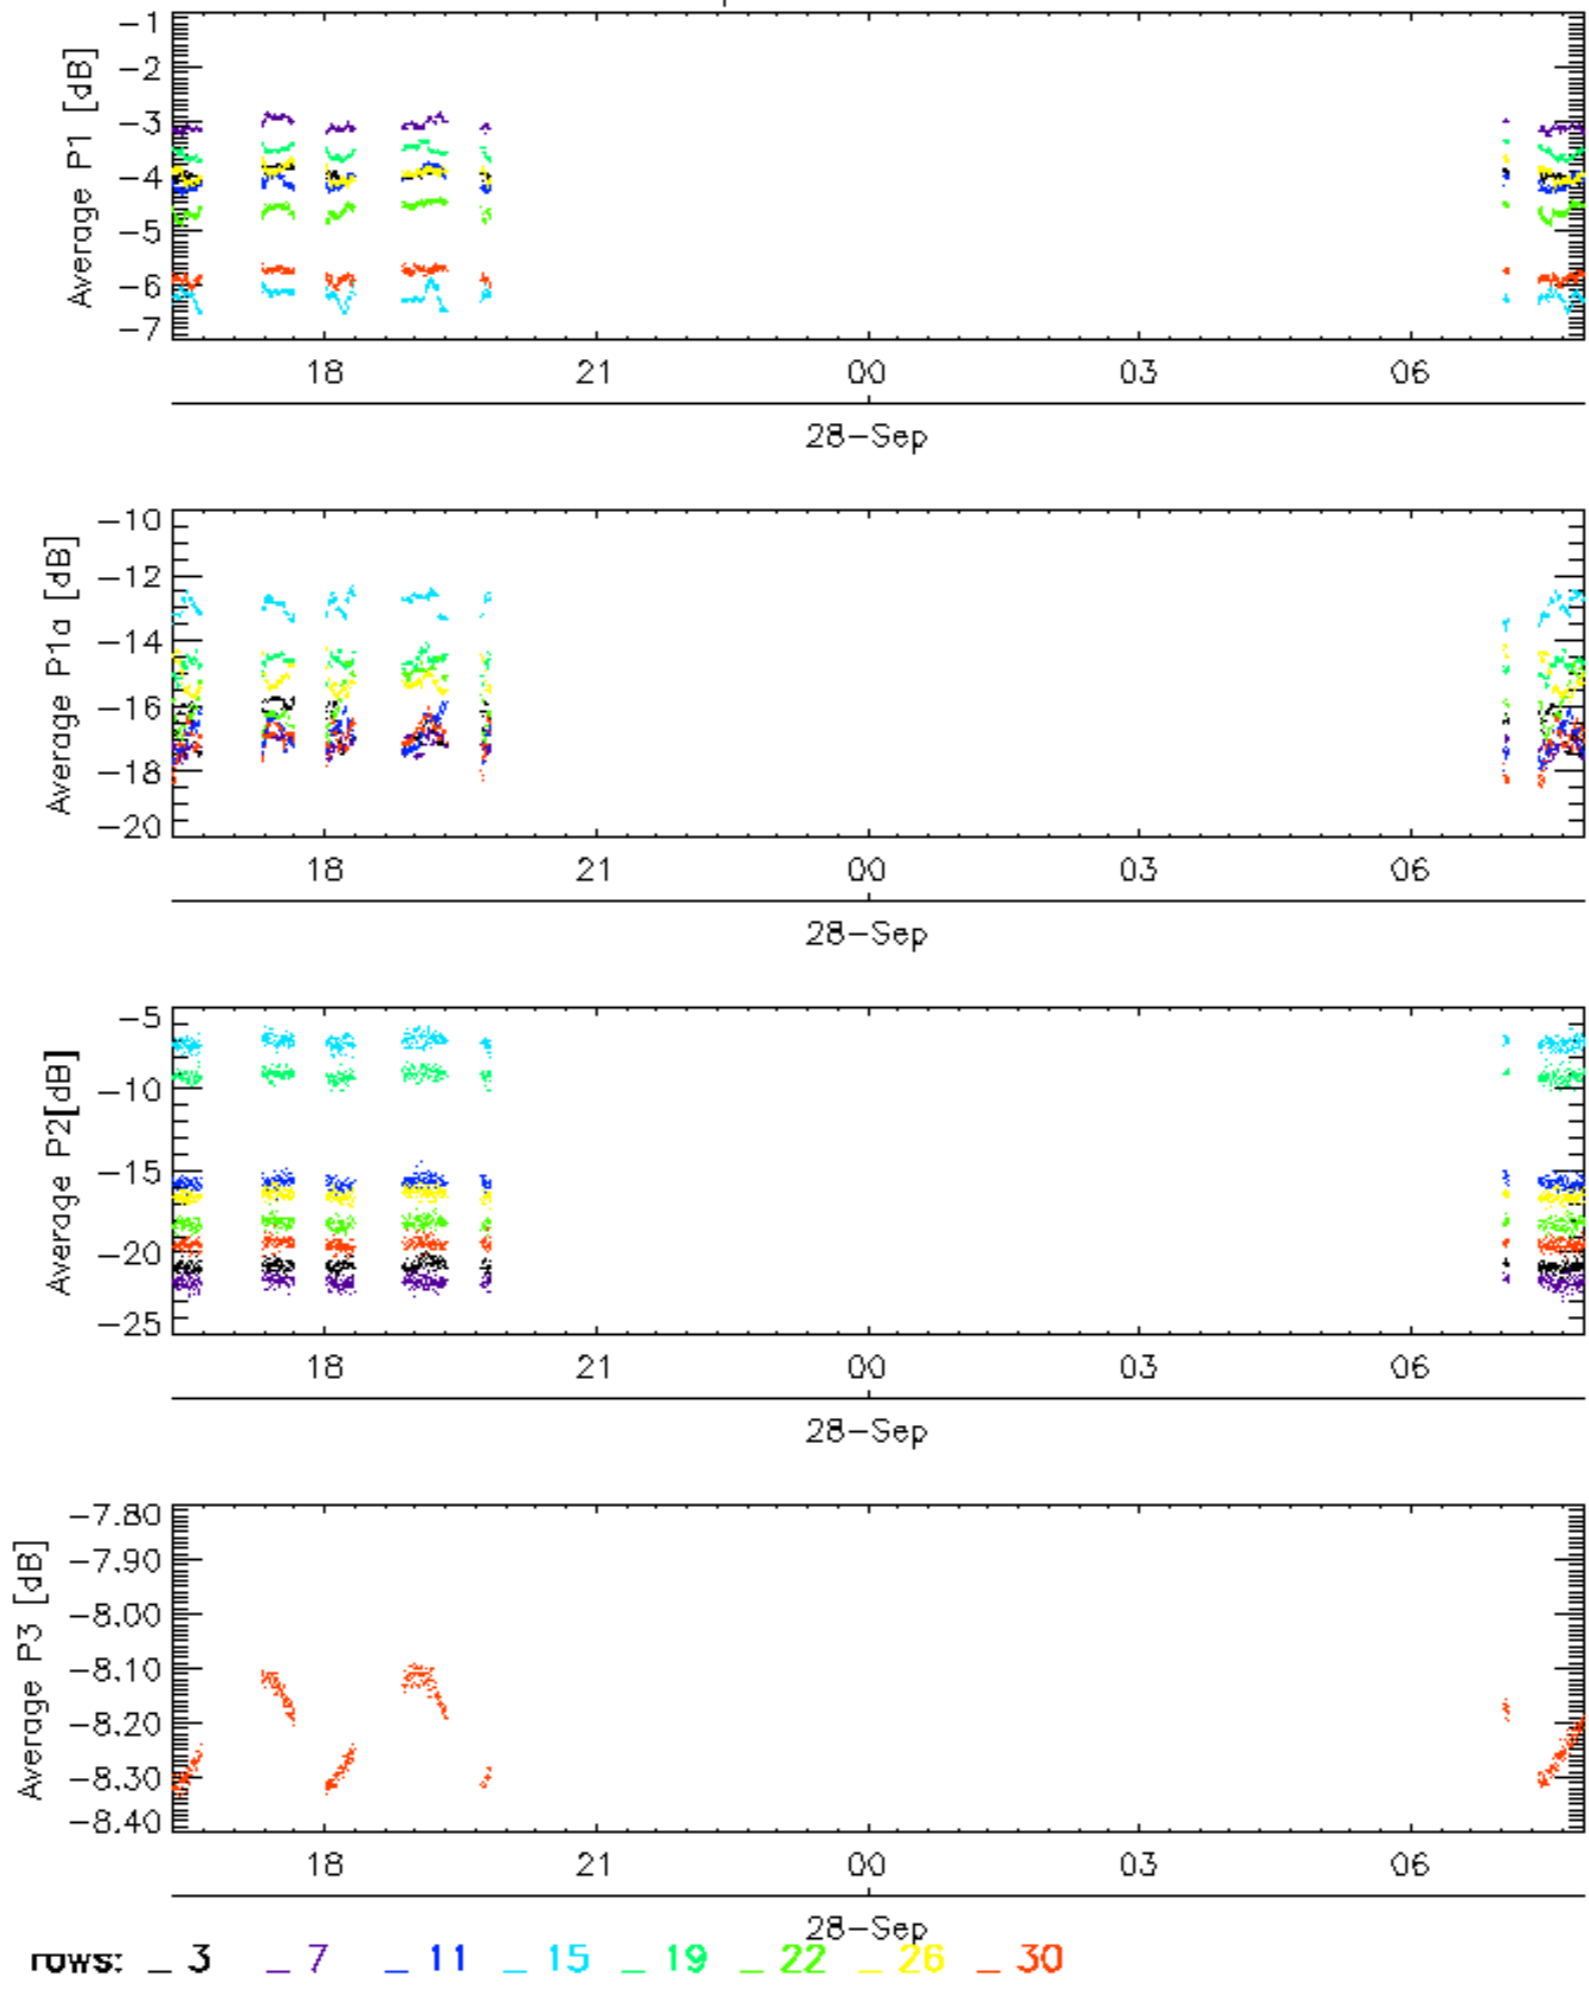 Average P1 [dB]
-1
-2
-3
-4
-5
-6
-7
18 21 00 03 06
28-Sep
Average P1a [dB]
-10
-12
-14
-16
-18
-20
18 21 00 03 06
28-Sep
Average P2[dB]
-5
-10
-15
-20
-25
18 21 00 03 06
28-Sep
Average P3 [dB]
-7.80
-7.90
-8.00
-8.10
-8.20
-8.30
-8.40
18 21 00 03 06
28-Sep
rows: _ 3 _ 7 _ 11 _ 15 _ 19 _ 22 _ 26 _ 30